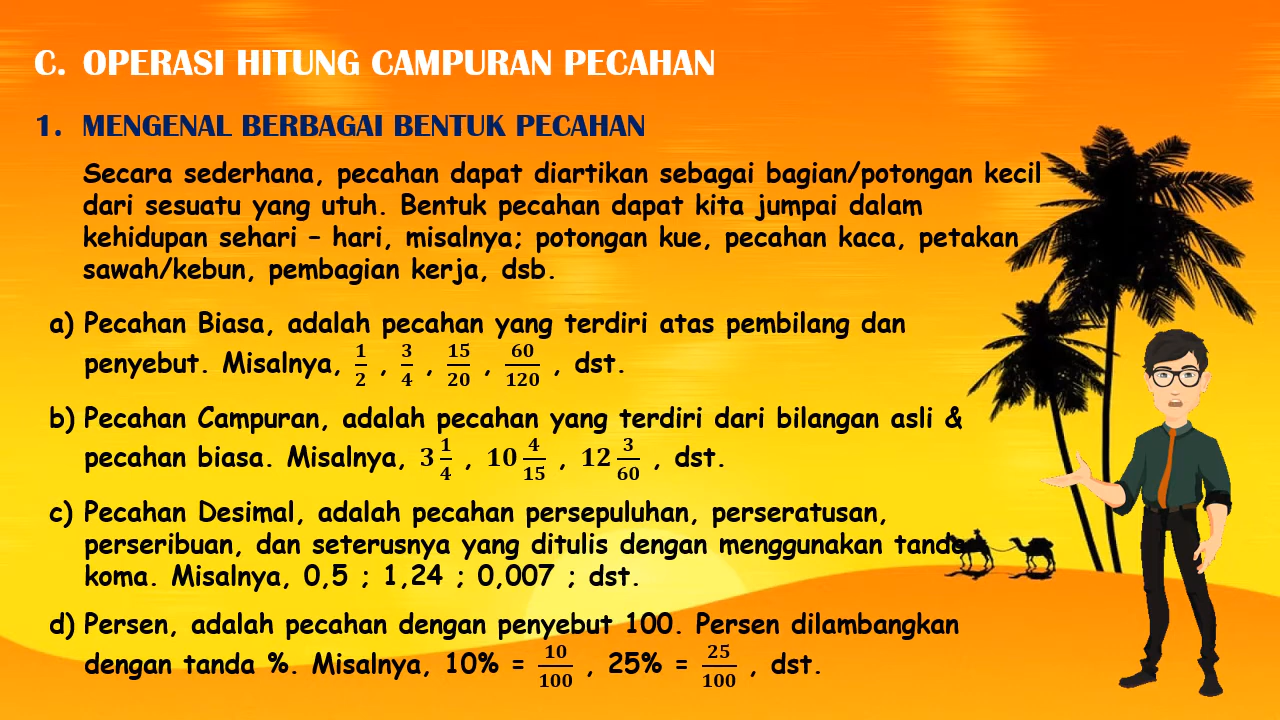 C. OPERASI HITUNG CAMPURAN PECAHAN
1. MENGENAL BERBAGAI BENTUK PECAHAN
Secara sederhana, pecahan dapat diartikan sebagai bagian/potongan kecil
dari sesuatu yang utuh. Bentuk pecahan dapat kita jumpai dalam
kehidupan sehari – hari, misalnya; potongan kue, pecahan kaca, petakan
sawah/kebun, pembagian kerja, dsb.
a) Pecahan Biasa, adalah pecahan yang terdiri atas pembilang dan
penyebut. Misalnya, 1/2 , 3/4 , 15/20 , 60/120 , dst.
b) Pecahan Campuran, adalah pecahan yang terdiri dari bilangan asli &
pecahan biasa. Misalnya, 3 1/4 , 10 4/15 , 12 3/60 , dst.
c) Pecahan Desimal, adalah pecahan persepuluhan, perseratusan,
perseribuan, dan seterusnya yang ditulis dengan menggunakan tanda
koma. Misalnya, 0,5 ; 1,24 ; 0,007 ; dst.
d) Persen, adalah pecahan dengan penyebut 100. Persen dilambangkan
dengan tanda %. Misalnya, 10% = 10/100 , 25% = 25/100 , dst.